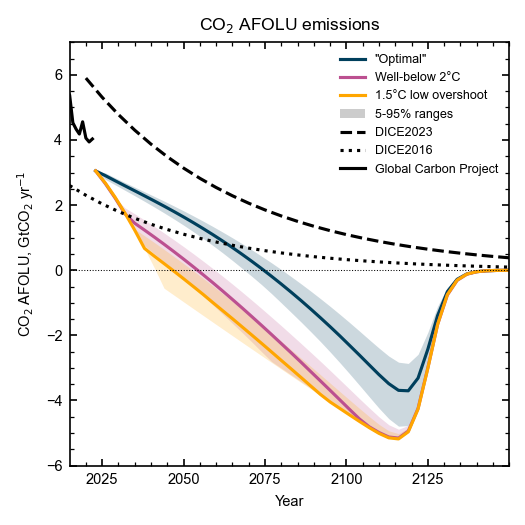 CO₂ AFOLU emissions
"Optimal"
Well-below 2°C
1.5°C low overshoot
5-95% ranges
DICE2023
DICE2016
Global Carbon Project
CO₂ AFOLU, GtCO₂ yr⁻¹
6
4
2
0
−2
−4
−6
2025 2050 2075 2100 2125
Year